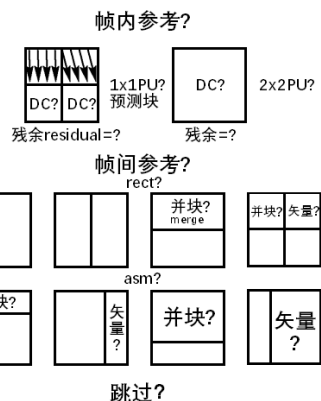 帧内参考?
DC? DC?
1x1PU?
预测块
DC?
2x2PU?
残余residual=?
残余=?
帧间参考?
rect?
并块?
merge
并块? 矢量?
asm?
块?
矢量?
并块?
矢量?
跳过?